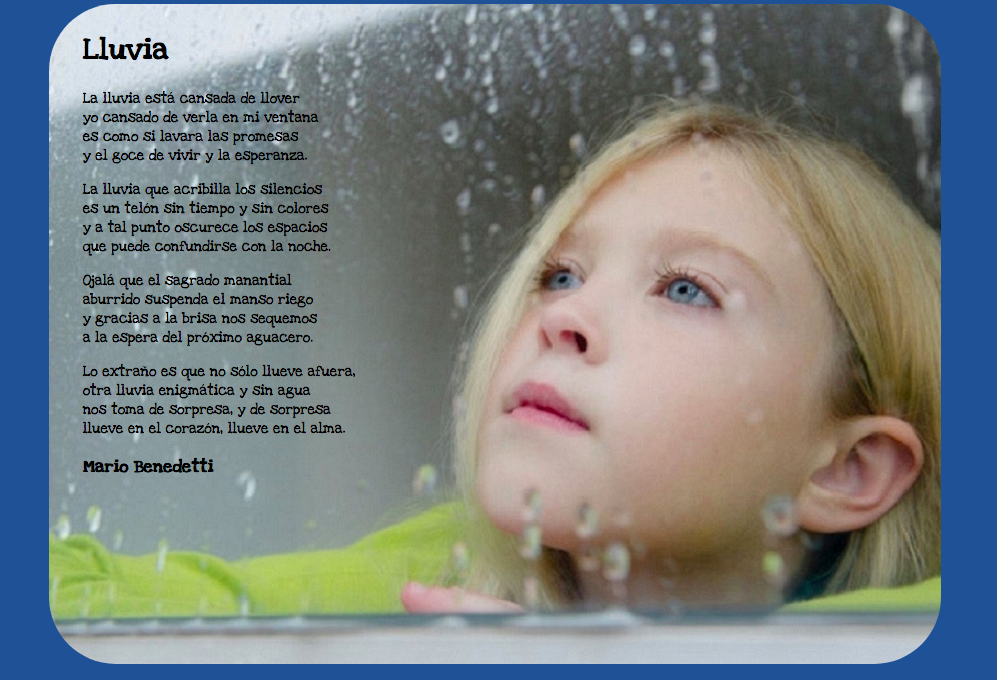 Lluvia
La lluvia está cansada de llover
yo cansado de verla en mi ventana
es como si lavara las promesas
y el goce de vivir y la esperanza.
La lluvia que acribilla los silencios
es un telón sin tiempo y sin colores
y a tal punto oscurece los espacios
que puede confundirse con la noche.
Ojalá que el sagrado manantial
aburrido suspenda el manso riego
y gracias a la brisa nos sequemos
a la espera del próximo aguacero.
Lo extraño es que no sólo llueve afuera,
otra lluvia enigmática y sin agua
nos toma de sorpresa, y de sorpresa
llueve en el corazón, llueve en el alma.
Mario Benedetti